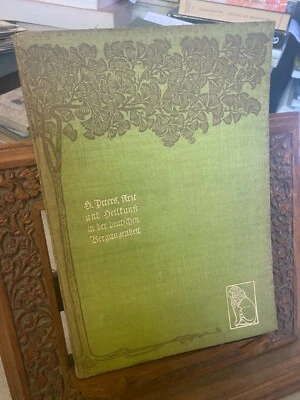 H. Peters, Arzt
und Heilkunst
in der deutschen
Vergangenheit